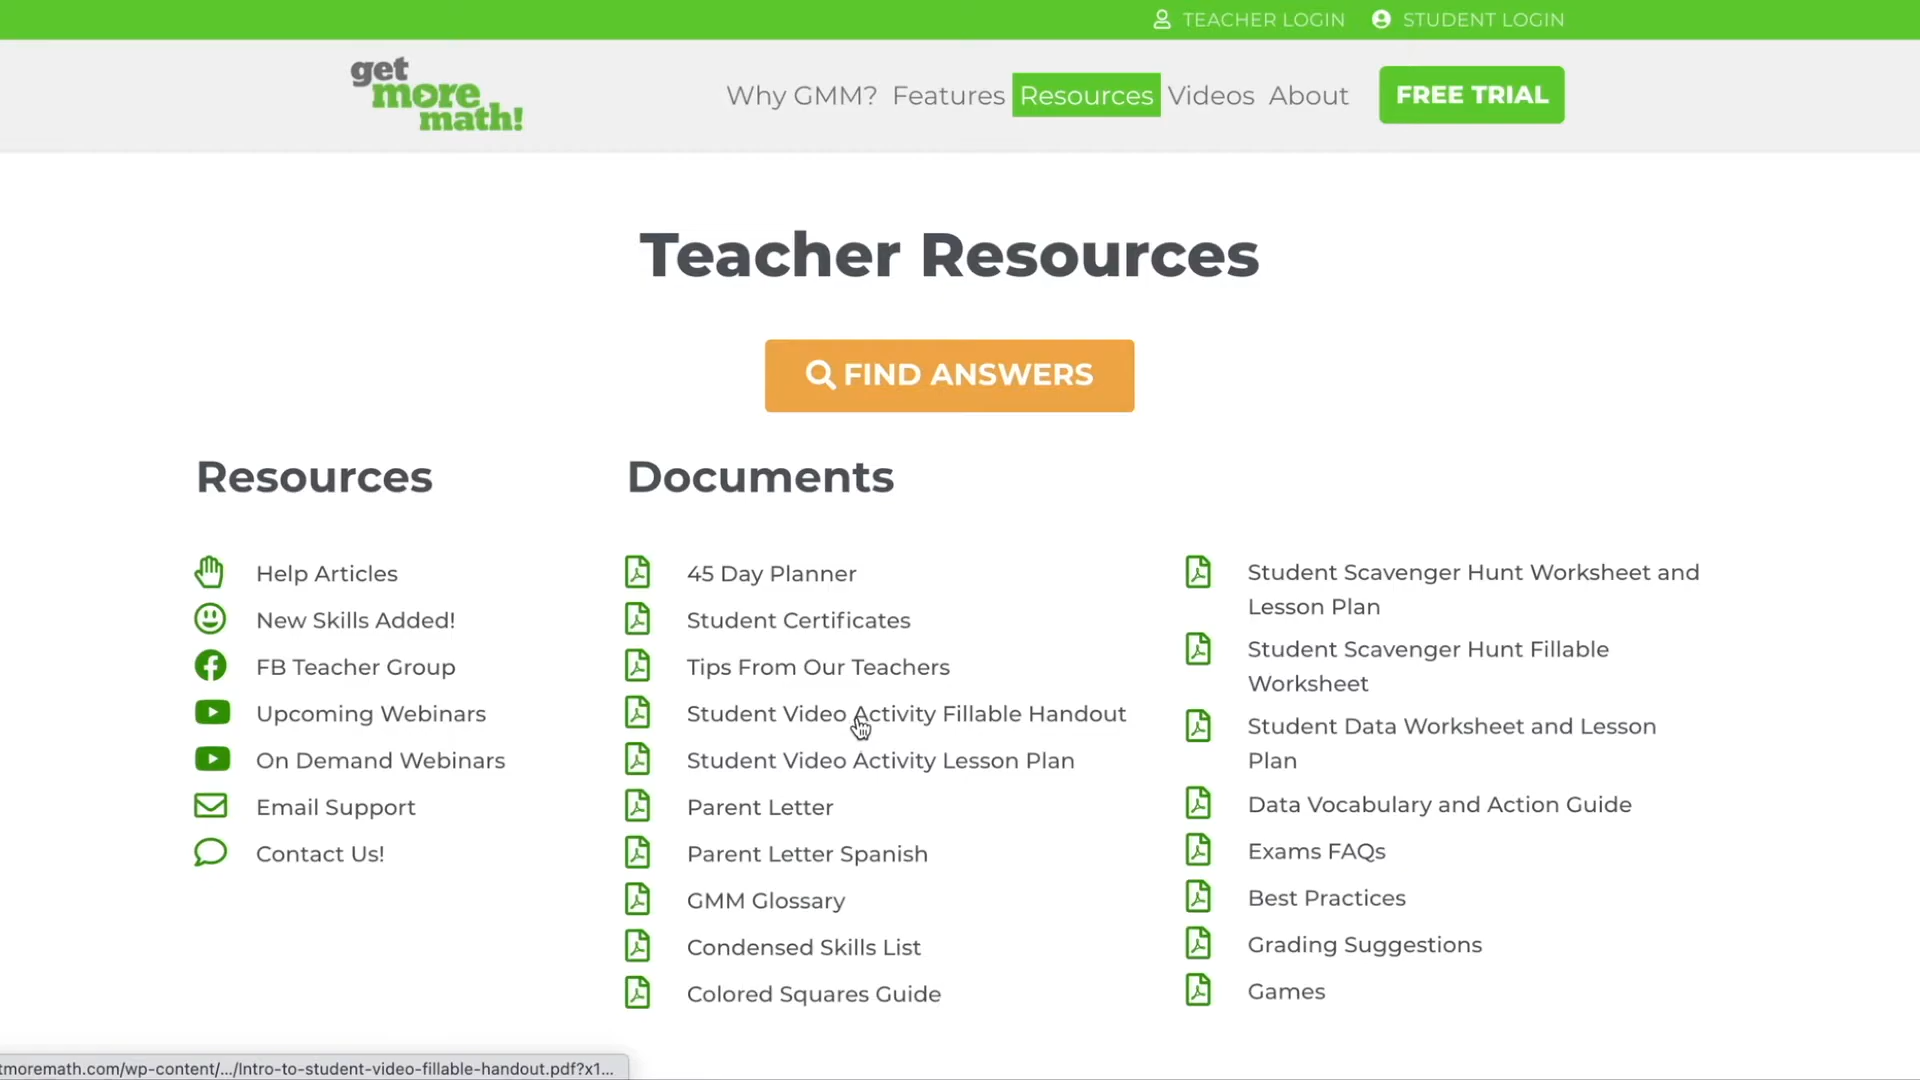 TEACHER LOGIN
STUDENT LOGIN
get
more
math!
Why GMM?
Features
Resources
Videos
About
FREE TRIAL
Teacher Resources
FIND ANSWERS
Resources
Help Articles
New Skills Added!
FB Teacher Group
Upcoming Webinars
On Demand Webinars
Email Support
Contact Us!
Documents
45 Day Planner
Student Certificates
Tips From Our Teachers
Student Video Activity Fillable Handout
Student Video Activity Lesson Plan
Parent Letter
Parent Letter Spanish
GMM Glossary
Condensed Skills List
Colored Squares Guide
Student Scavenger Hunt Worksheet and
Lesson Plan
Student Scavenger Hunt Fillable
Worksheet
Student Data Worksheet and Lesson
Plan
Data Vocabulary and Action Guide
Exams FAQs
Best Practices
Grading Suggestions
Games
tmoremath.com/wp-content/.../Intro-to-student-video-fillable-handout.pdf?x1...